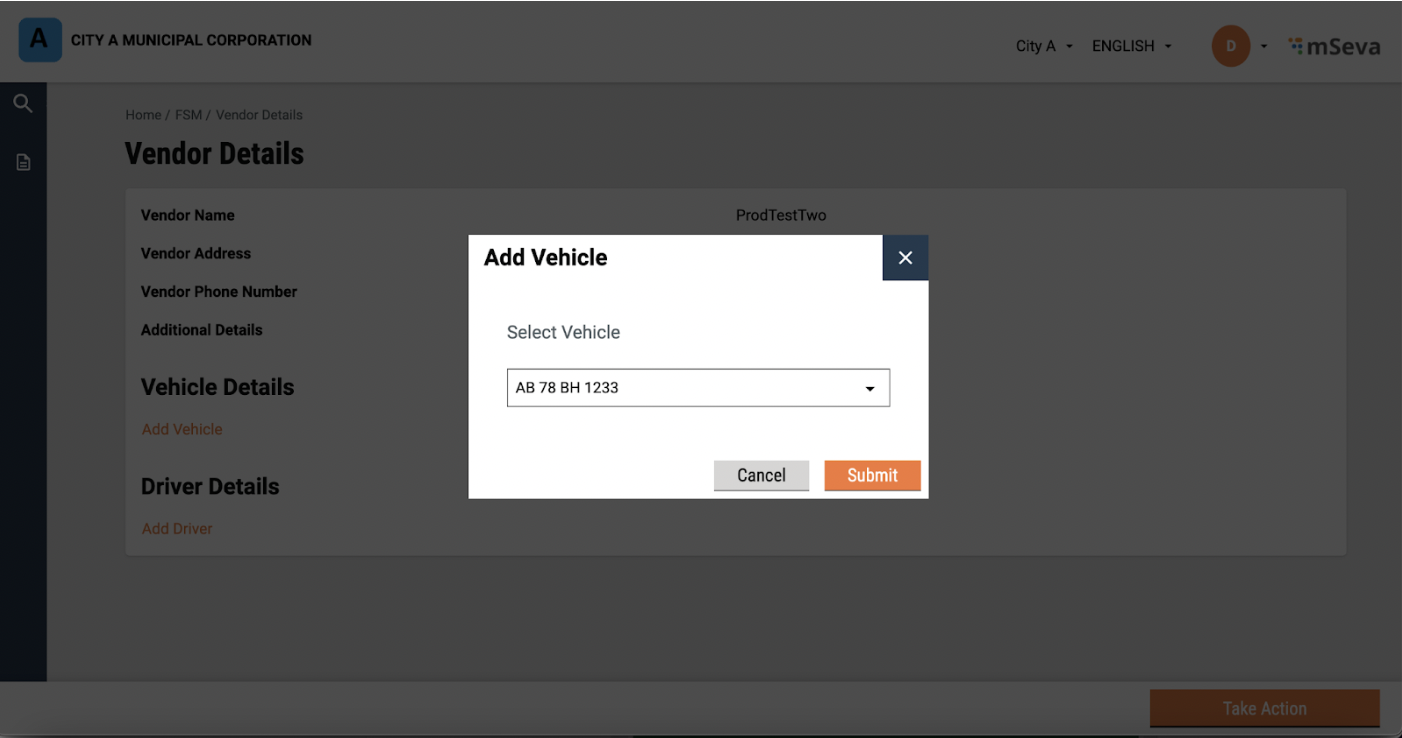 A CITY A MUNICIPAL CORPORATION City A ENGLISH D mSeva
Home / FSM / Vendor Details
Vendor Details
Vendor Name ProdTestTwo
Vendor Address
Vendor Phone Number
Additional Details
Vehicle Details
Add Vehicle
Driver Details
Add Driver
Add Vehicle
Select Vehicle
AB 78 BH 1233
Cancel Submit
Take Action